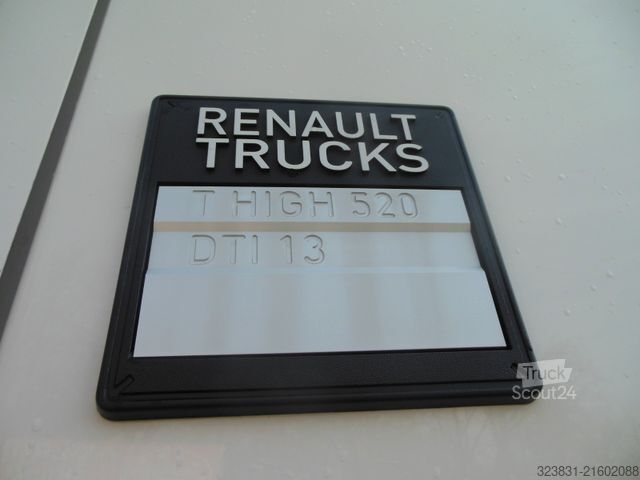 RENAULT
TRUCKS
T HIGH 520
DTI 13
Truck
Scout24
323831-21602088